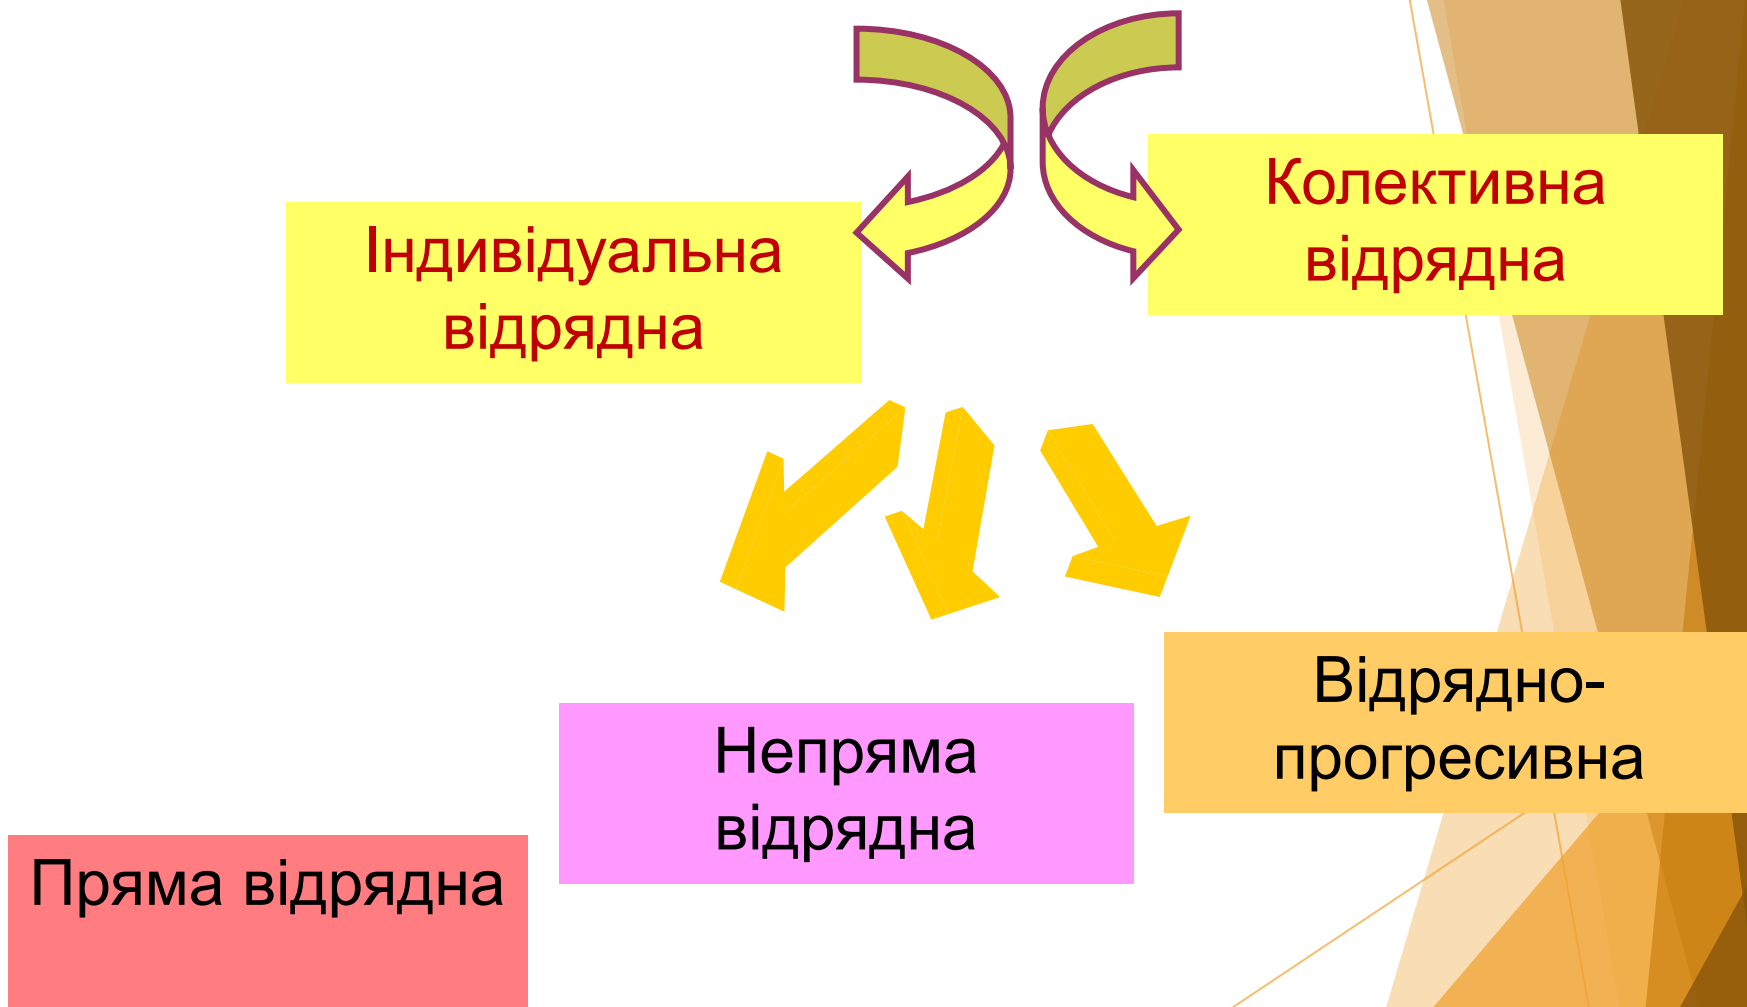 Індивідуальна
відрядна
Колективна
відрядна
Пряма відрядна
Непряма
відрядна
Відрядно-
прогресивна